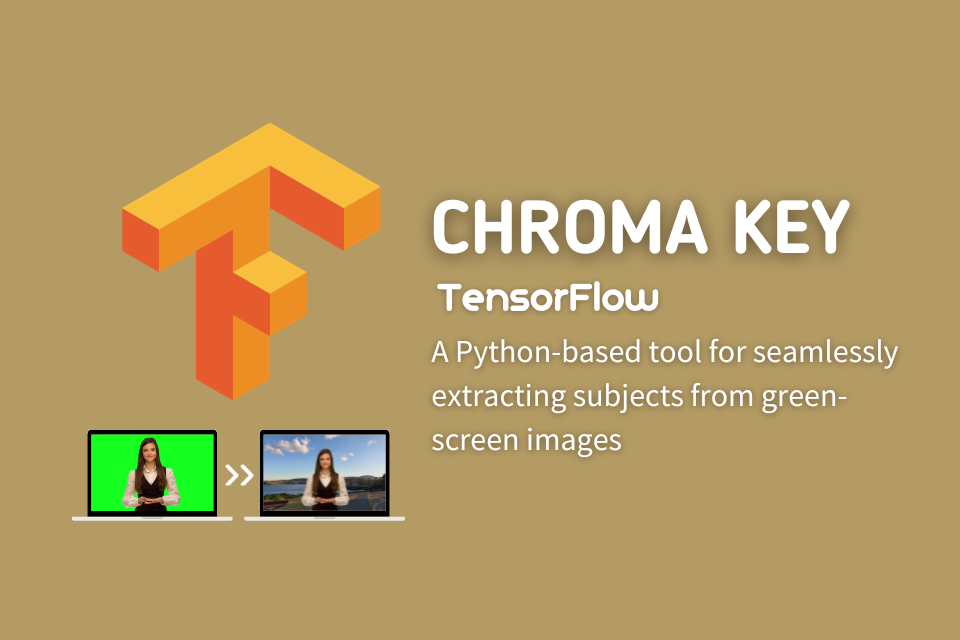 CHROMA KEY
TensorFlow
A Python-based tool for seamlessly
extracting subjects from green-
screen images